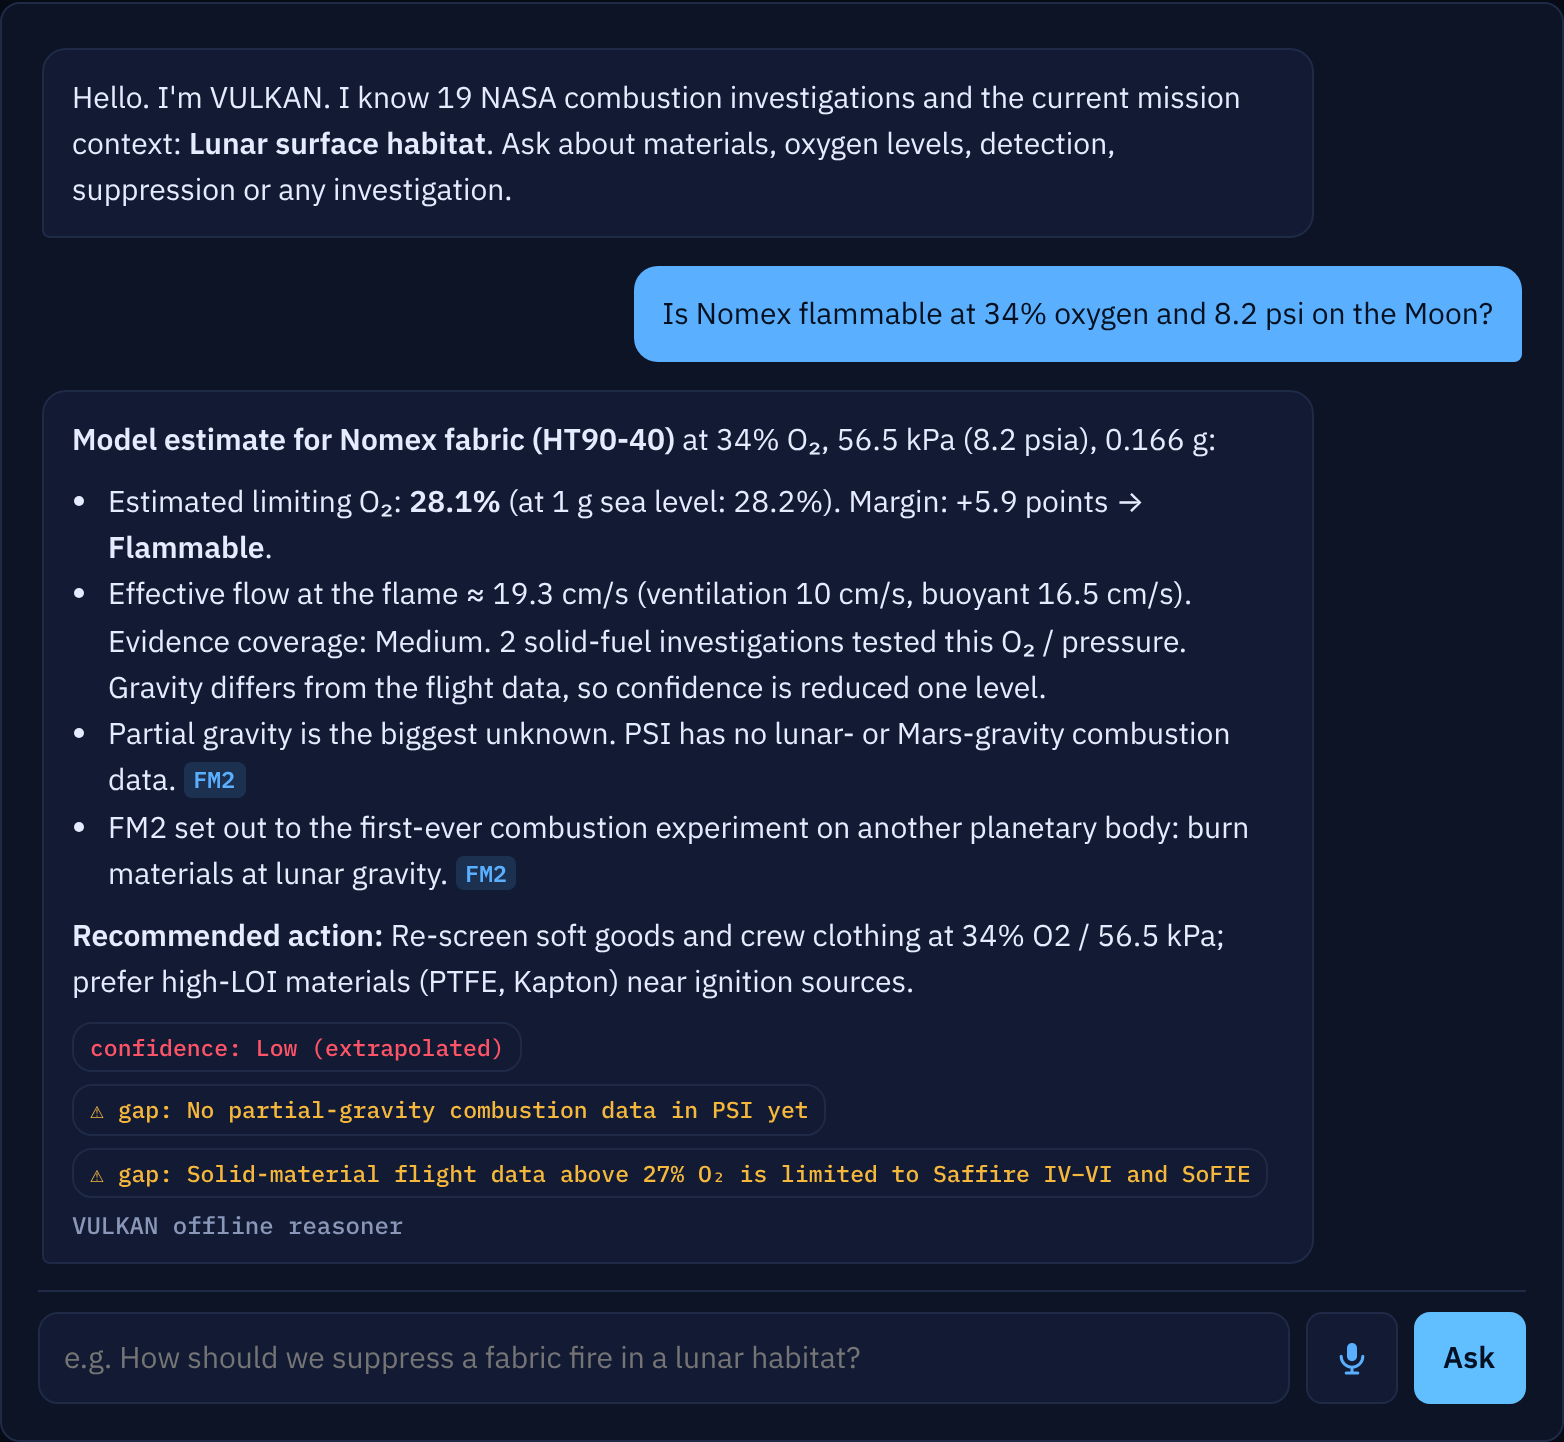 Hello. I'm VULKAN. I know 19 NASA combustion investigations and the current mission
context: Lunar surface habitat. Ask about materials, oxygen levels, detection,
suppression or any investigation.
Is Nomex flammable at 34% oxygen and 8.2 psi on the Moon?
Model estimate for Nomex fabric (HT90-40) at 34% O₂, 56.5 kPa (8.2 psia), 0.166 g:
• Estimated limiting O₂: 28.1% (at 1 g sea level: 28.2%). Margin: +5.9 points →
Flammable.
• Effective flow at the flame ≈ 19.3 cm/s (ventilation 10 cm/s, buoyant 16.5 cm/s).
Evidence coverage: Medium. 2 solid-fuel investigations tested this O₂ / pressure.
Gravity differs from the flight data, so confidence is reduced one level.
• Partial gravity is the biggest unknown. PSI has no lunar- or Mars-gravity combustion
data. FM2
• FM2 set out to the first-ever combustion experiment on another planetary body: burn
materials at lunar gravity. FM2
Recommended action: Re-screen soft goods and crew clothing at 34% O2 / 56.5 kPa;
prefer high-LOI materials (PTFE, Kapton) near ignition sources.
confidence: Low (extrapolated)
⚠ gap: No partial-gravity combustion data in PSI yet
⚠ gap: Solid-material flight data above 27% O₂ is limited to Saffire IV–VI and SoFIE
VULKAN offline reasoner
e.g. How should we suppress a fabric fire in a lunar habitat?
Ask